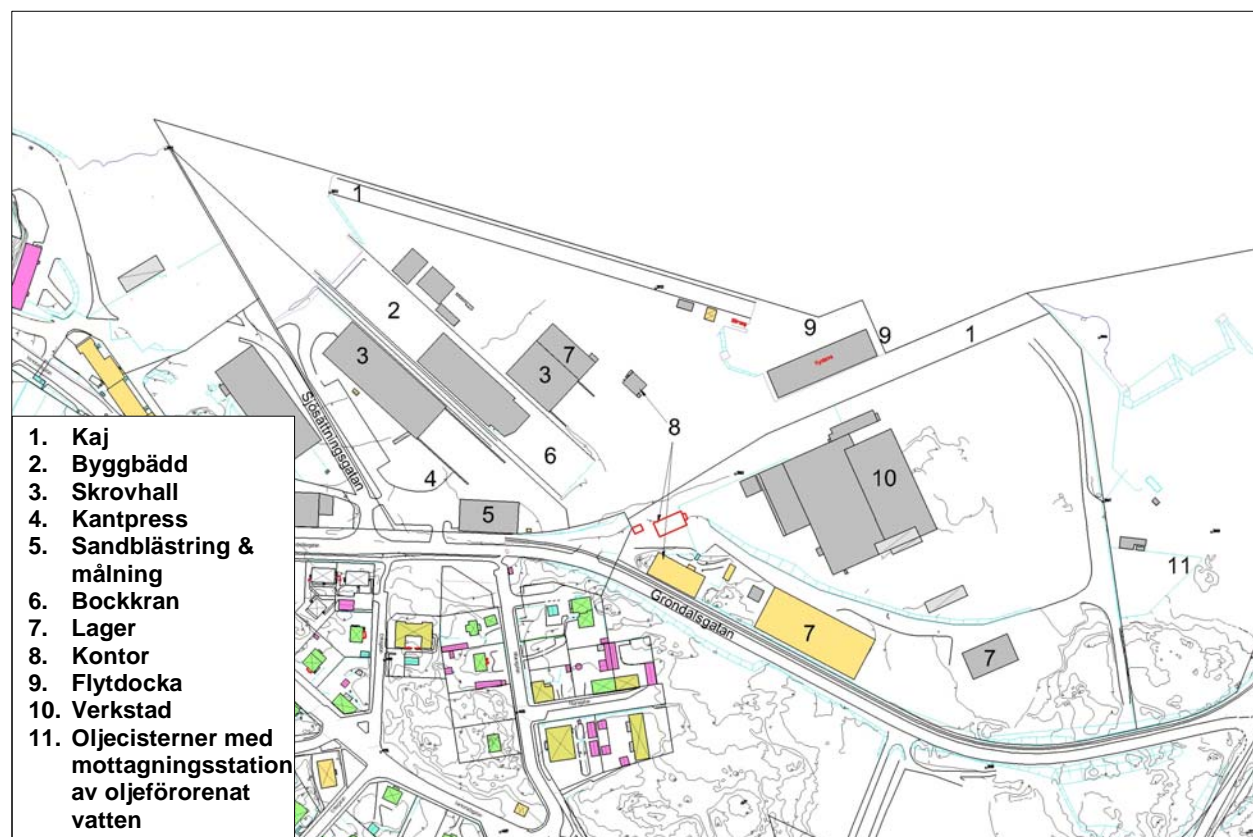 1
2
3
7
3
9
9
1
8
6
4
5
10
11
7
7
Sjösättningsgatan
Gröndalsgatan
1. Kaj
2. Byggbädd
3. Skrovhall
4. Kantpress
5. Sandblästring &
målning
6. Bockkran
7. Lager
8. Kontor
9. Flytdocka
10. Verkstad
11. Oljecisterner med
mottagningsstation
av oljeförorenat
vatten